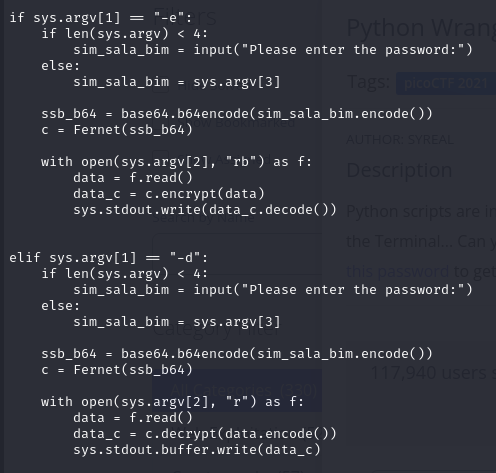 if sys.argv[1] == "-e":
    if len(sys.argv) < 4:
        sim_sala_bim = input("Please enter the password:")
    else:
        sim_sala_bim = sys.argv[3]

    ssb_b64 = base64.b64encode(sim_sala_bim.encode())
    c = Fernet(ssb_b64)

    with open(sys.argv[2], "rb") as f:
        data = f.read()
        data_c = c.encrypt(data)
        sys.stdout.write(data_c.decode())

elif sys.argv[1] == "-d":
    if len(sys.argv) < 4:
        sim_sala_bim = input("Please enter the password:")
    else:
        sim_sala_bim = sys.argv[3]

    ssb_b64 = base64.b64encode(sim_sala_bim.encode())
    c = Fernet(ssb_b64)

    with open(sys.argv[2], "r") as f:
        data = f.read()
        data_c = c.decrypt(data.encode())
        sys.stdout.buffer.write(data_c)
Python Wran
Tags: picoCTF 2021
AUTHOR: SYREAL
Description
Python scripts are in
the Terminal... Can y
this password to get
All Categories (330)
117,940 users